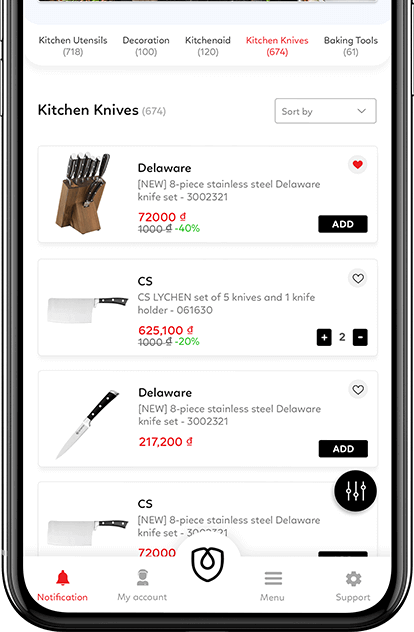 Kitchen Utensils Decoration Kitchenaid Kitchen Knives Baking Tools
(718) (100) (120) (674) (61)
Kitchen Knives (674)
Sort by
Delaware
[NEW] 8-piece stainless steel Delaware
knife set - 3002321
72000 ₫
1000 ₫ -40%
ADD
CS
CS LYCHEN set of 5 knives and 1 knife
holder - 061630
625,100 ₫
1000 ₫ -20%
+ 2 -
Delaware
[NEW] 8-piece stainless steel Delaware
knife set - 3002321
217,200 ₫
ADD
CS
[NEW] 8-piece stainless steel Delaware
knife set - 3002321
72000
Notification My account Menu Support